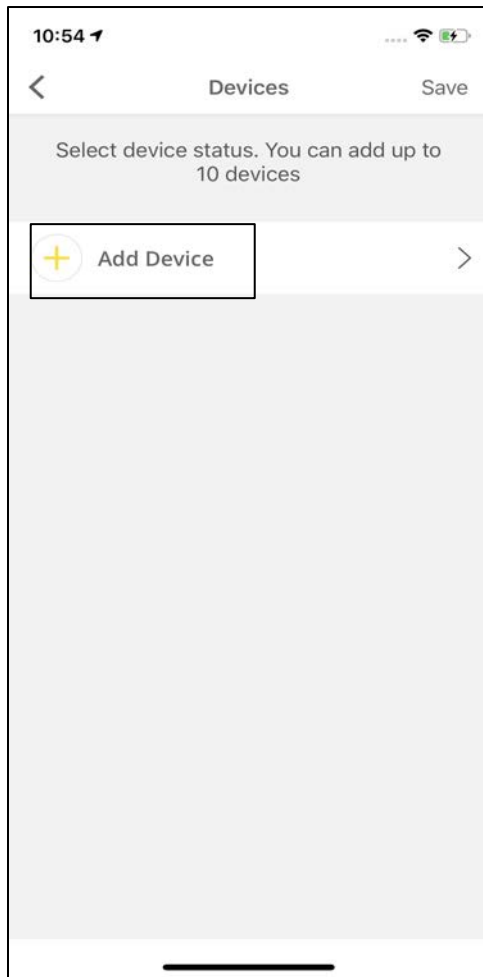 10:54
Devices Save
Select device status. You can add up to
10 devices
Add Device